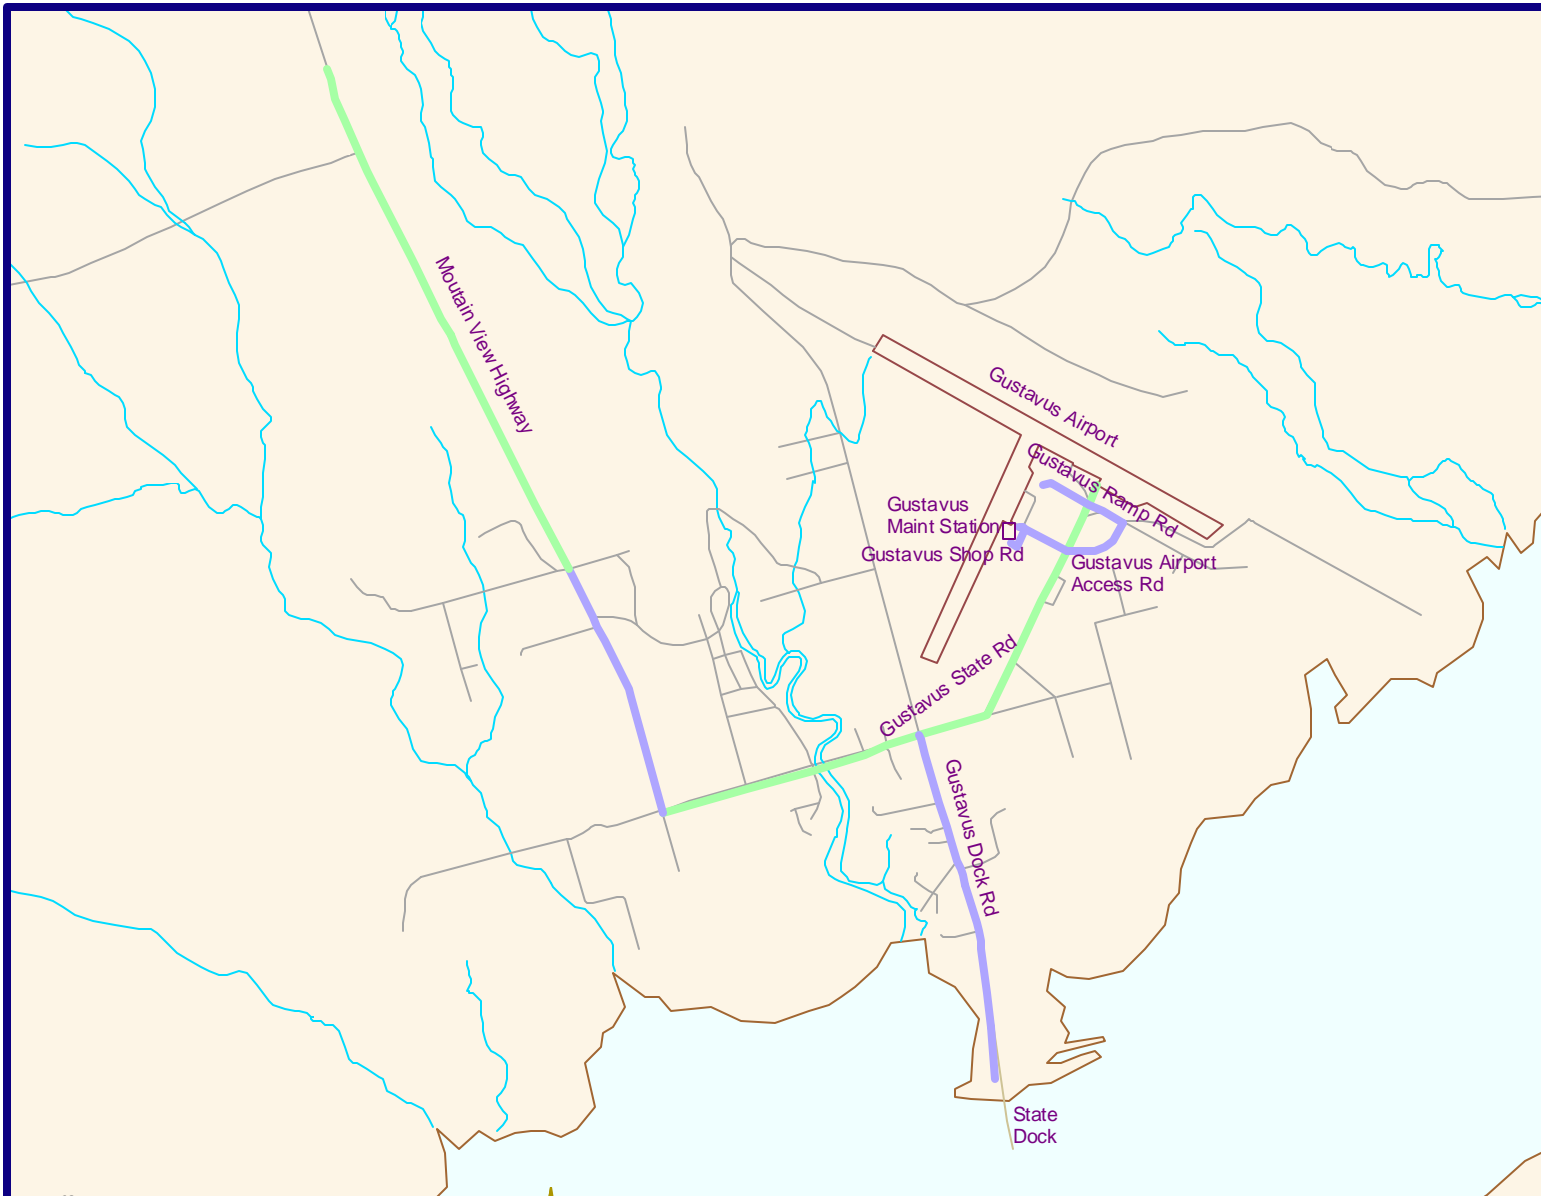 Moutain View Highway
Gustavus Airport
Gustavus Ramp Rd
Gustavus
Maint Station
Gustavus Shop Rd
Gustavus Airport
Access Rd
Gustavus State Rd
Gustavus Dock Rd
State
Dock